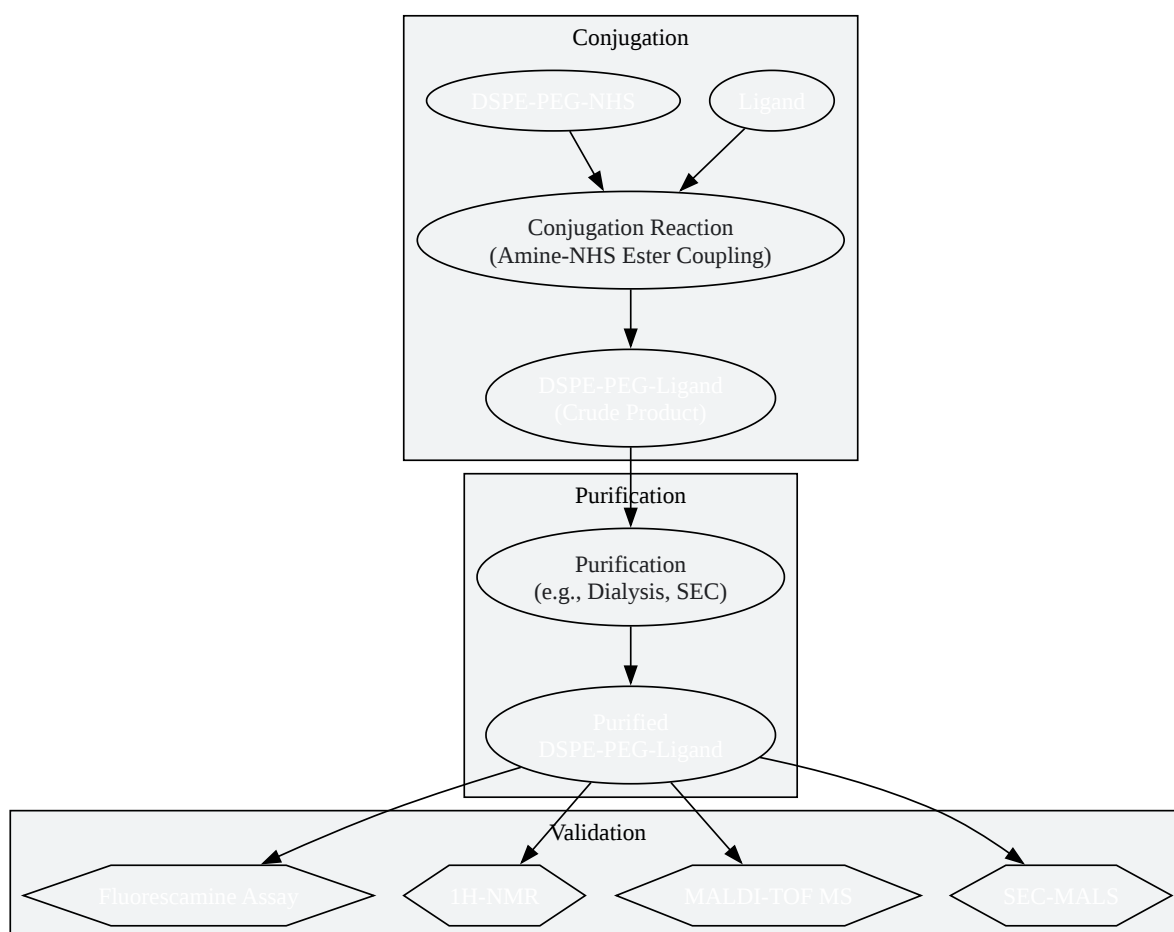 Conjugation
DSPE-PEG-NHS
Ligand
Conjugation Reaction
(Amine-NHS Ester Coupling)
DSPE-PEG-Ligand
(Crude Product)
Purification
Purification
(e.g., Dialysis, SEC)
Purified
DSPE-PEG-Ligand
Validation
Fluorescamine Assay
1H-NMR
MALDI-TOF MS
SEC-MALS